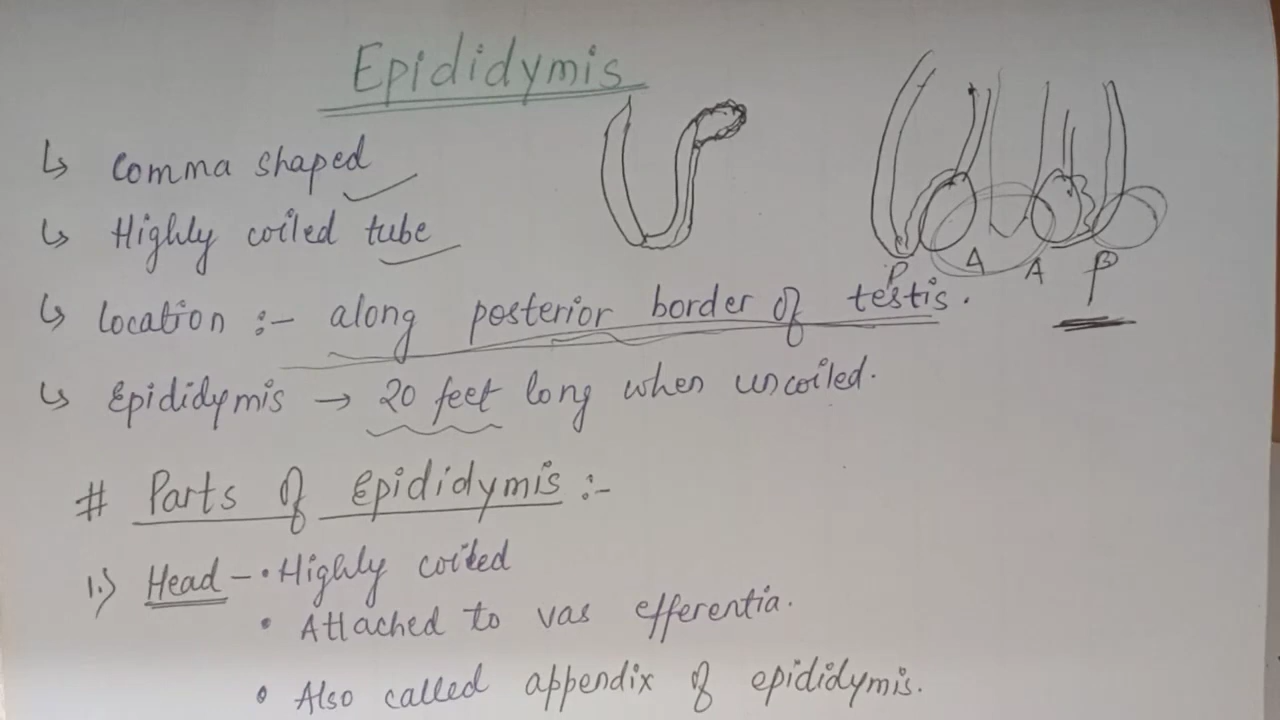 Epididymis
↳ Comma shaped
↳ Highly coiled tube
↳ location :- along posterior border of testis.
P A A P
↳ Epididymis → 20 feet long when uncoiled.
# Parts of Epididymis :-
1.) Head - • Highly coiled
• Attached to vas efferentia.
• Also called appendix of epididymis.